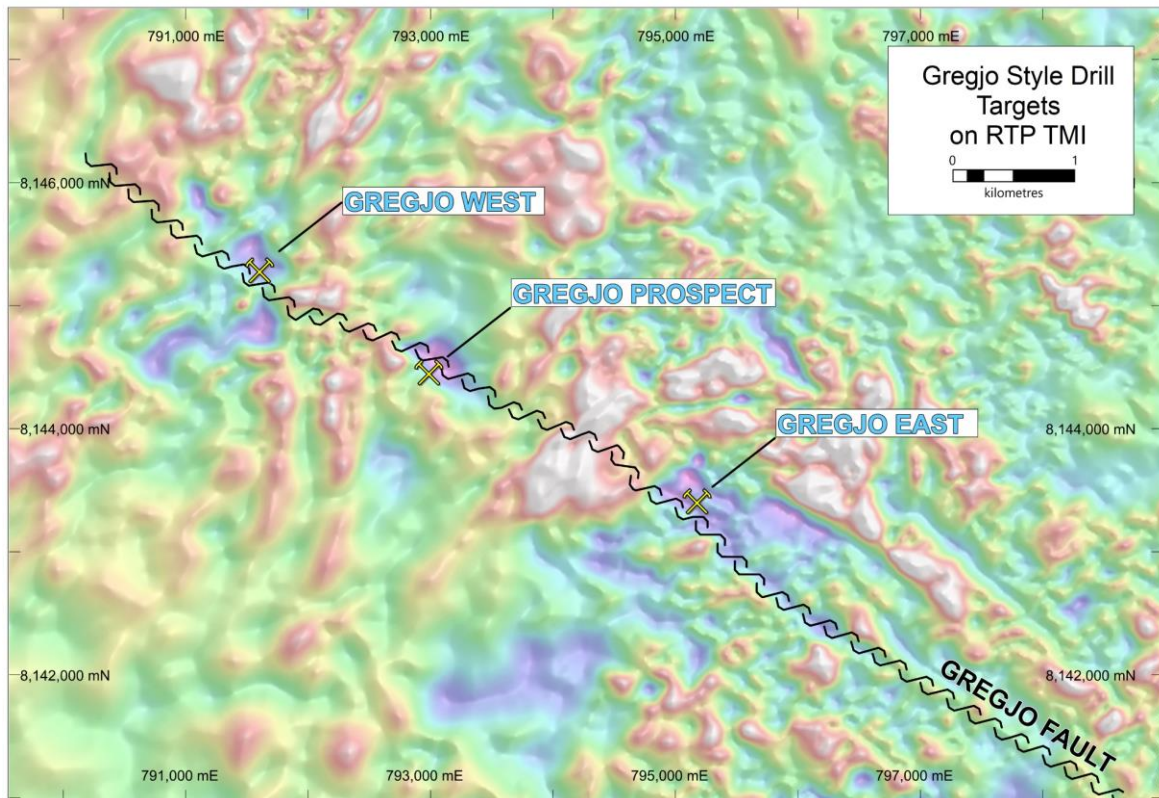 791,000 mE
793,000 mE
795,000 mE
797,000 mE
Gregjo Style Drill
Targets
on RTP TMI
0 1
kilometres
8,146,000 mN
GREGJO WEST
GREGJO PROSPECT
8,144,000 mN
GREGJO EAST
8,144,000 mN
8,142,000 mN
8,142,000 mN
GREGJO FAULT
791,000 mE
793,000 mE
795,000 mE
797,000 mE